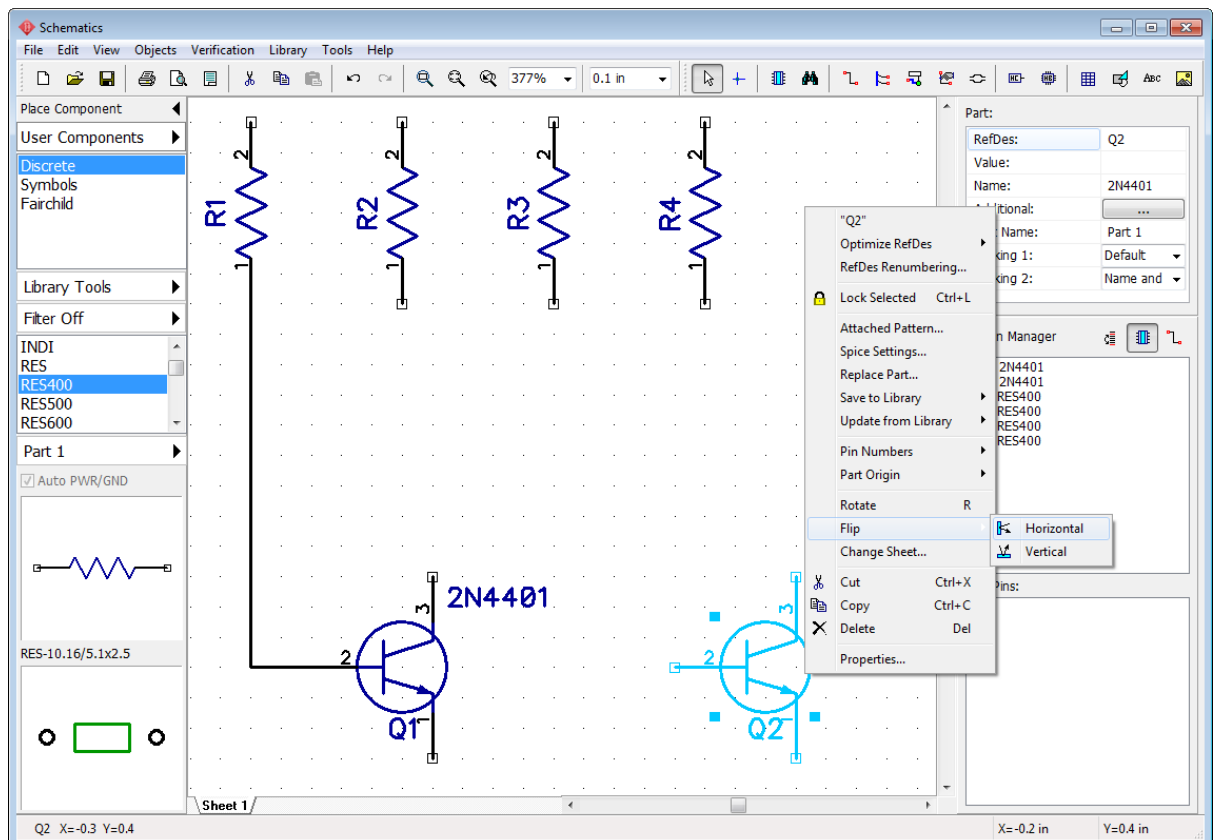 Schematics
File Edit View Objects Verification Library Tools Help
377% 0.1 in ABC
Place Component
User Components
Discrete
Symbols
Fairchild
Library Tools
Filter Off
INDI
RES
RES400
RES500
RES600
Part 1
Auto PWR/GND
RES-10.16/5.1x2.5
2 2 2 2
R1 R2 R3 R4
1 1 1 1
3 2N4401
2
Q1
1
3
2
Q2
1
Sheet 1
"Q2"
Optimize RefDes
RefDes Renumbering...
Lock Selected Ctrl+L
Attached Pattern...
Spice Settings...
Replace Part...
Save to Library
Update from Library
Pin Numbers
Part Origin
Rotate R
Flip
Change Sheet...
Cut Ctrl+X
Copy Ctrl+C
Delete Del
Properties...
Horizontal
Vertical
Part:
RefDes: Q2
Value:
Name: 2N4401
...
Name: Part 1
Default
Name and
2N4401
2N4401
RES400
RES400
RES400
RES400
Q2 X=-0.3 Y=0.4
X=-0.2 in Y=0.4 in